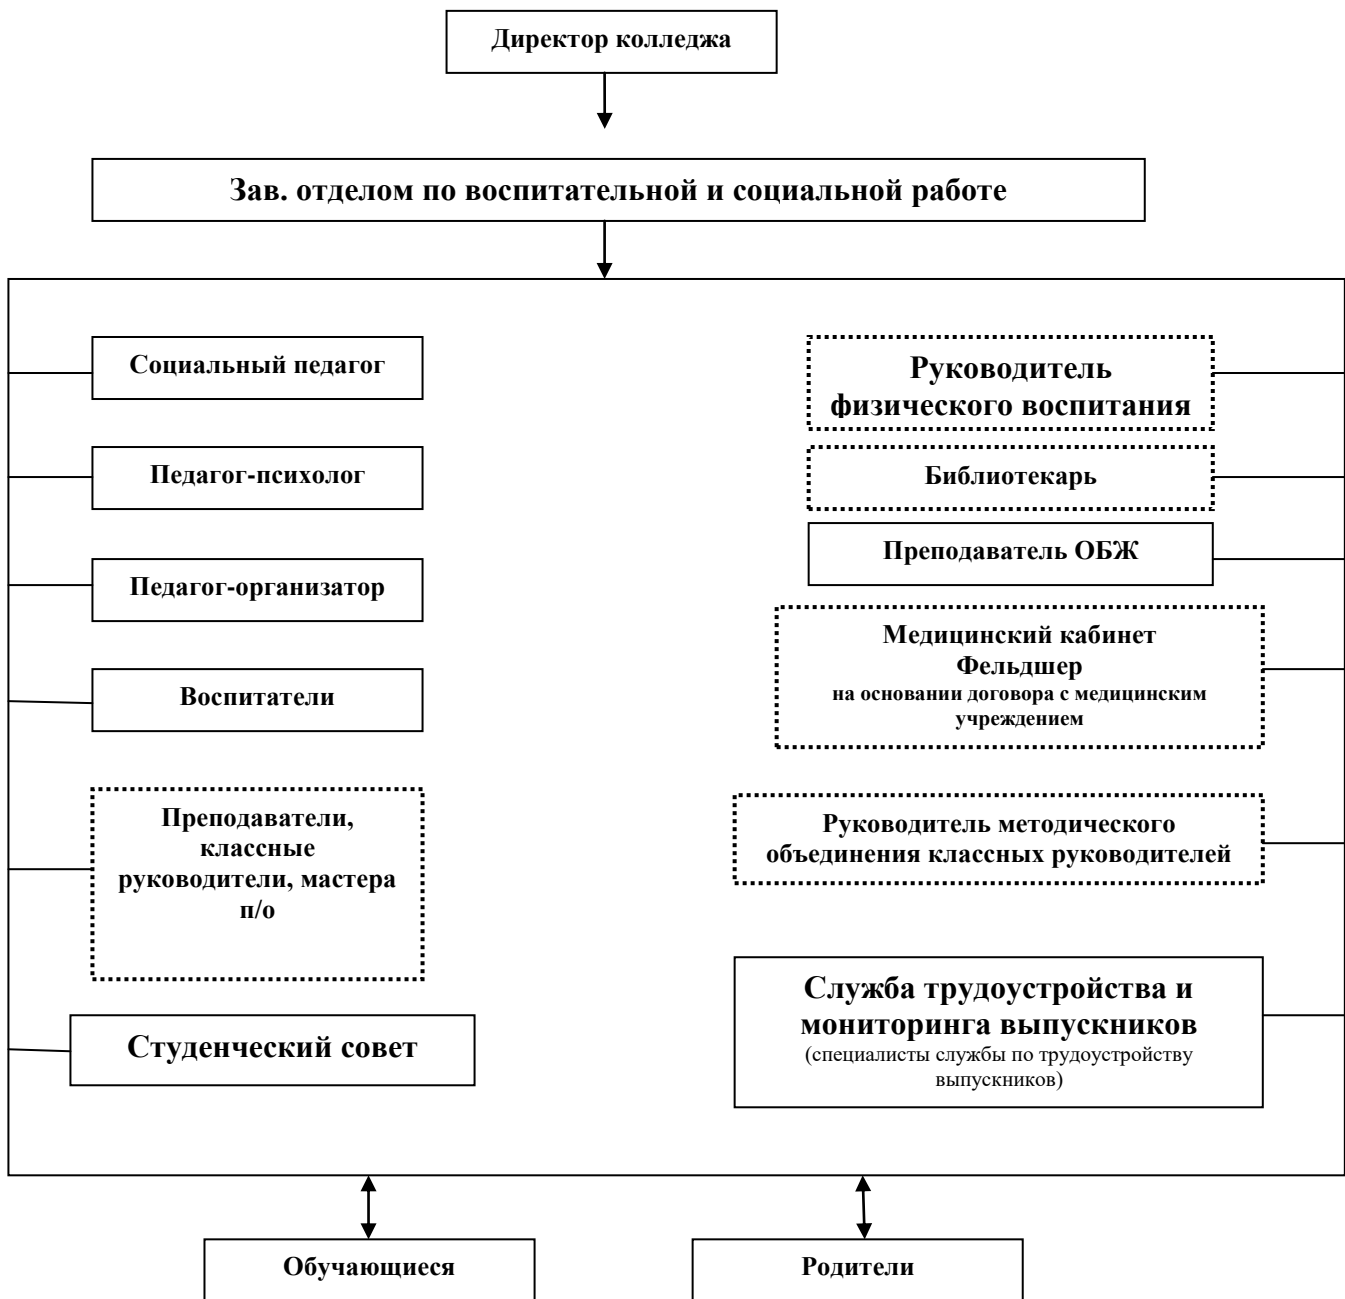 Директор колледжа
Зав. отделом по воспитательной и социальной работе
Социальный педагог
Педагог-психолог
Педагог-организатор
Воспитатели
Преподаватели,
классные
руководители, мастера
п/о
Студенческий совет
Руководитель
физического воспитания
Библиотекарь
Преподаватель ОБЖ
Медицинский кабинет
Фельдшер
на основании договора с медицинским
учреждением
Руководитель методического
объединения классных руководителей
Служба трудоустройства и
мониторинга выпускников
(специалисты службы по трудоустройству
выпускников)
Обучающиеся
Родители